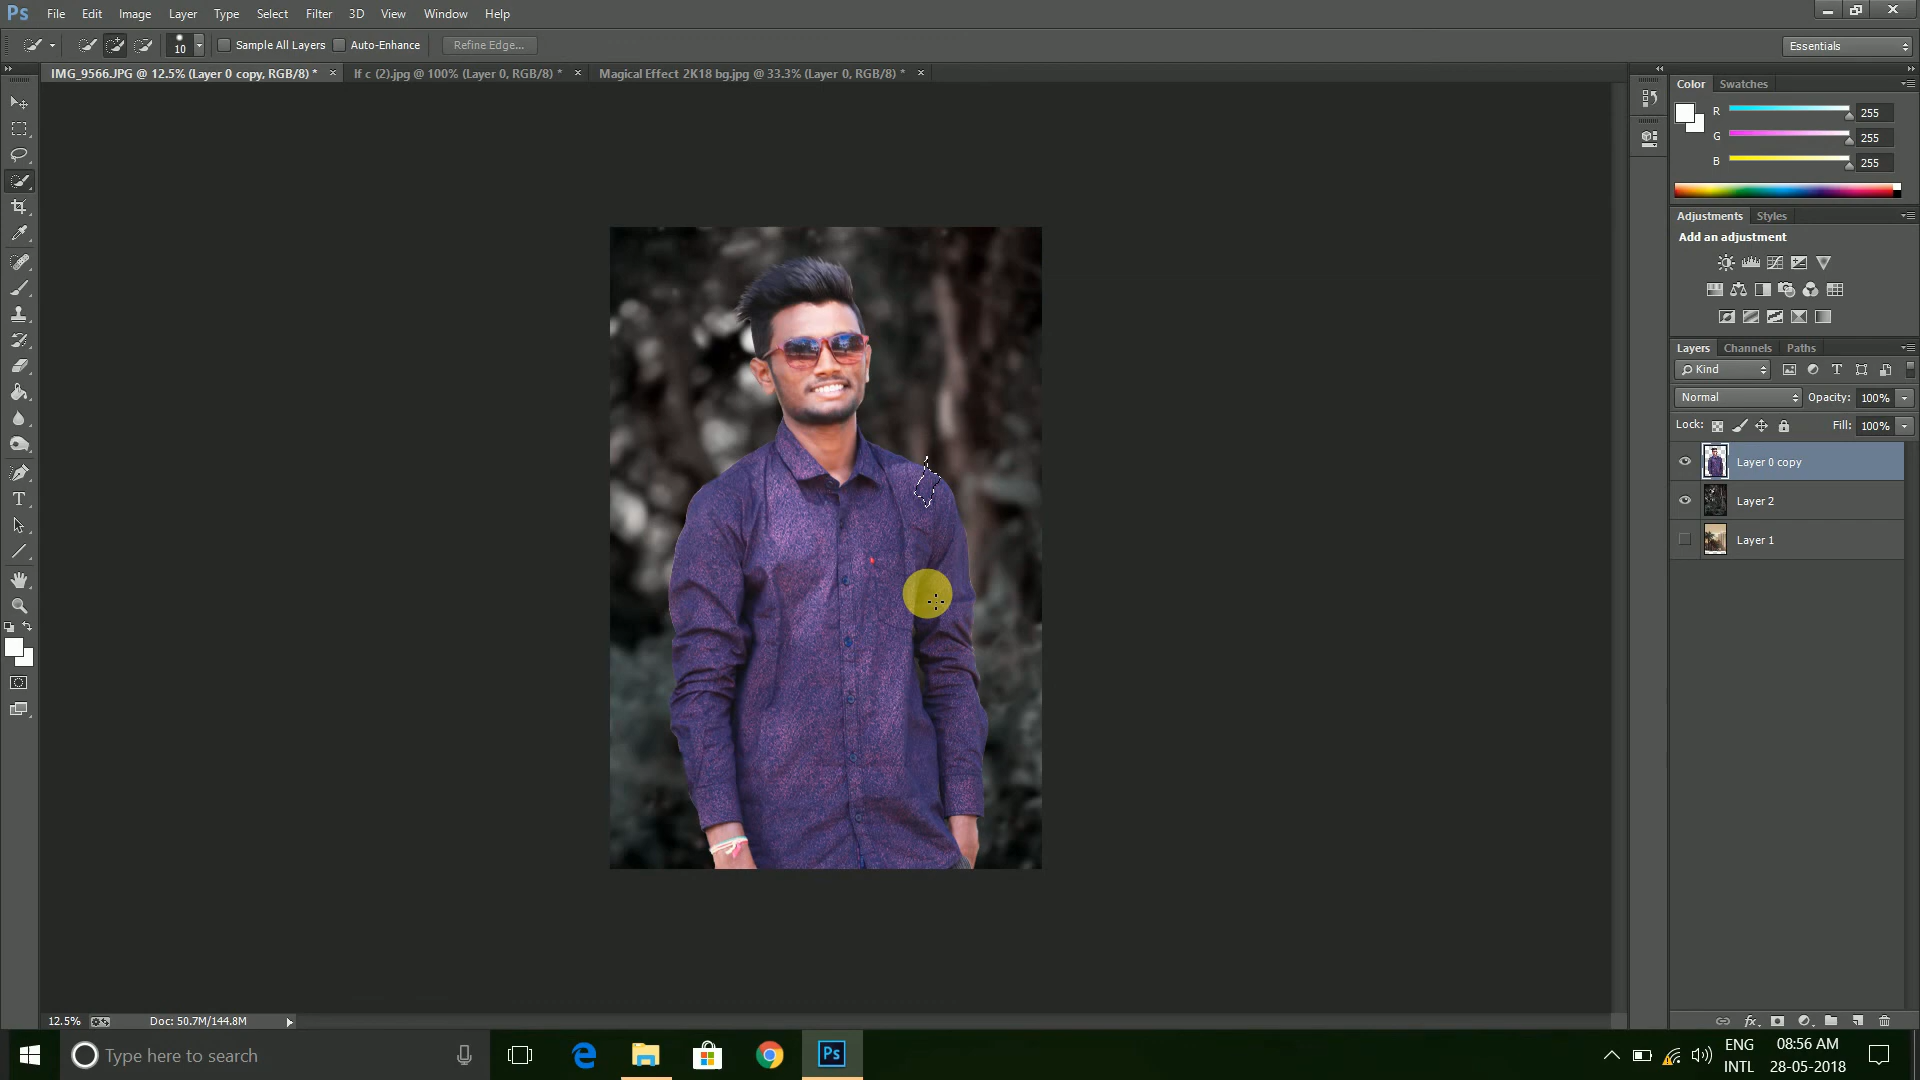 Ps File Edit Image Layer Type Select Filter 3D View Window Help
10 Sample All Layers Auto-Enhance Refine Edge... Essentials
IMG_9566.JPG @ 12.5% (Layer 0 copy, RGB/8) * × If c (2).jpg @ 100% (Layer 0, RGB/8) * × Magical Effect 2K18 bg.jpg @ 33.3% (Layer 0, RGB/8) * ×
Color Swatches
R 255
G 255
B 255
Adjustments Styles
Add an adjustment
Layers Channels Paths
Kind
Normal Opacity: 100%
Lock: Fill: 100%
Layer 0 copy
Layer 2
Layer 1
12.5% Doc: 50.7M/144.8M
fx
Type here to search
Ps
ENG 08:56 AM
INTL 28-05-2018